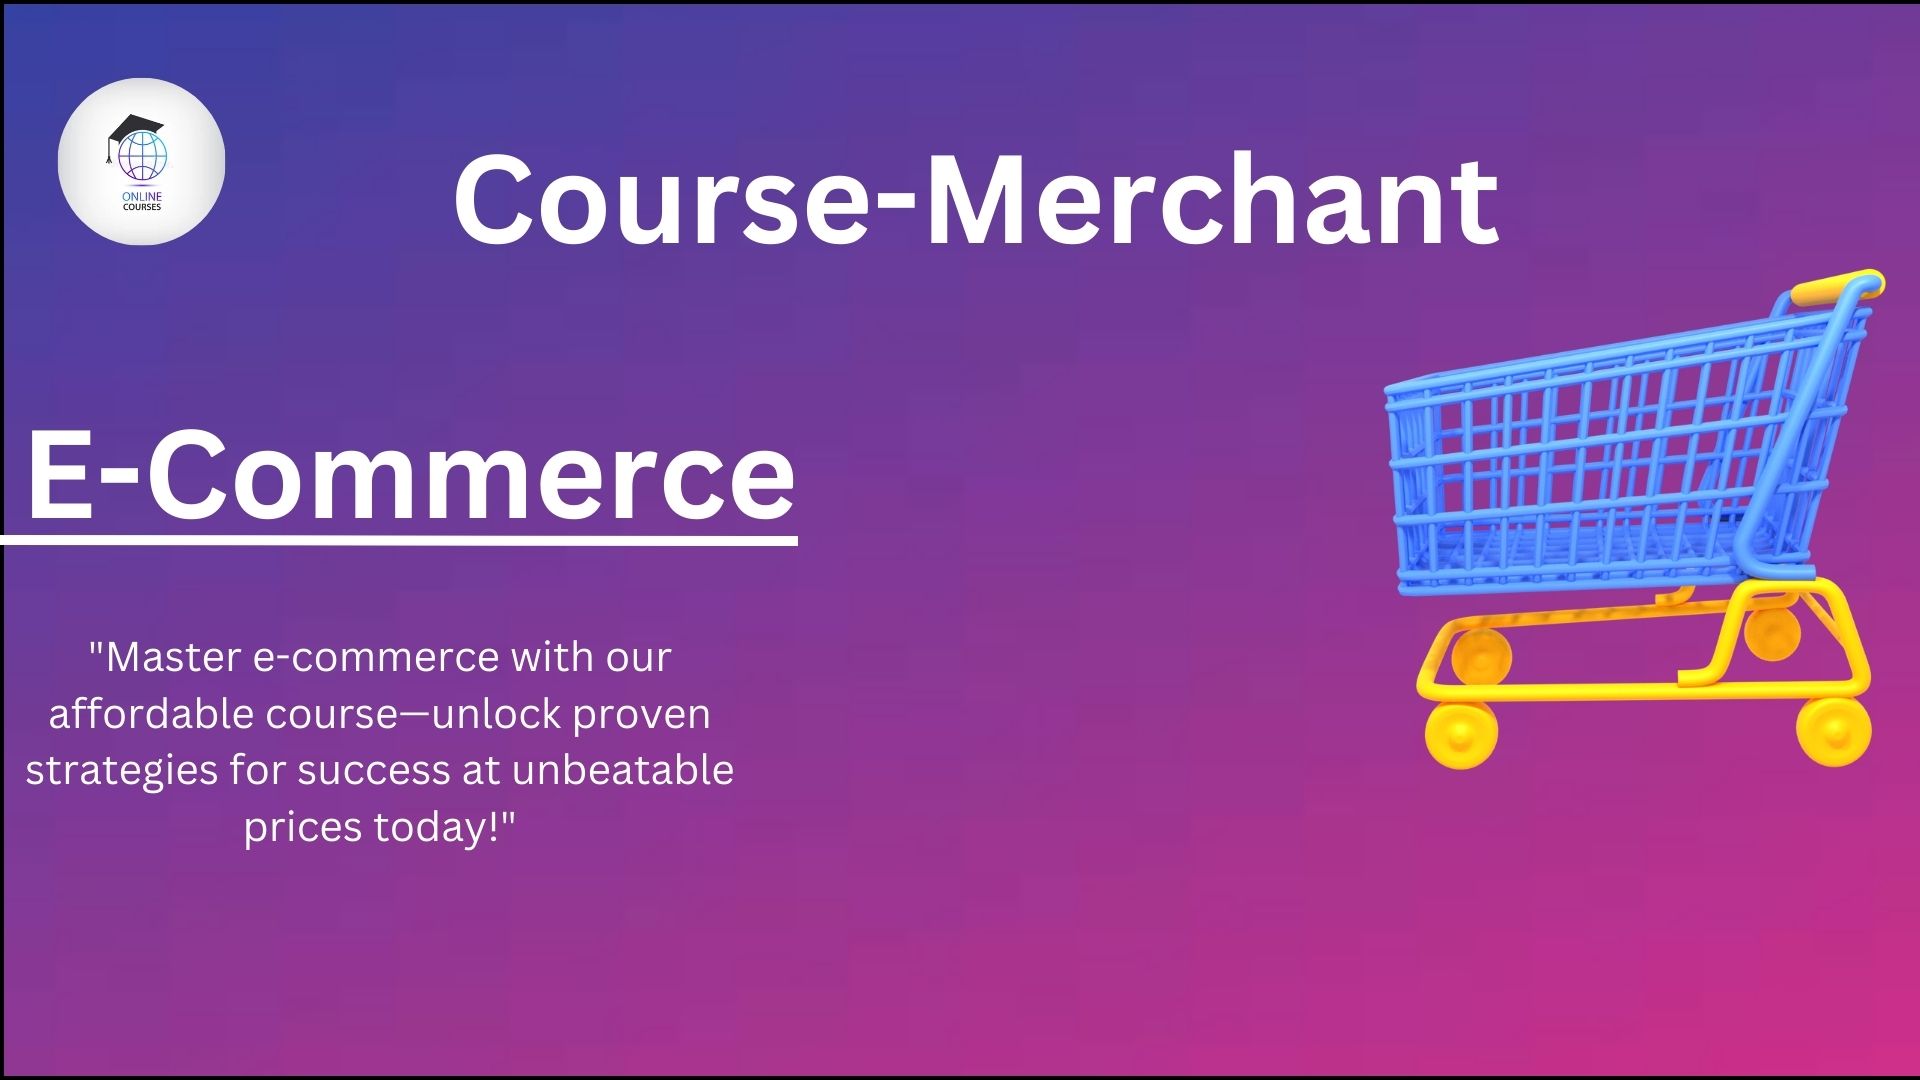 ONLINE
COURSES
Course-Merchant
E-Commerce
"Master e-commerce with our
affordable course—unlock proven
strategies for success at unbeatable
prices today!"